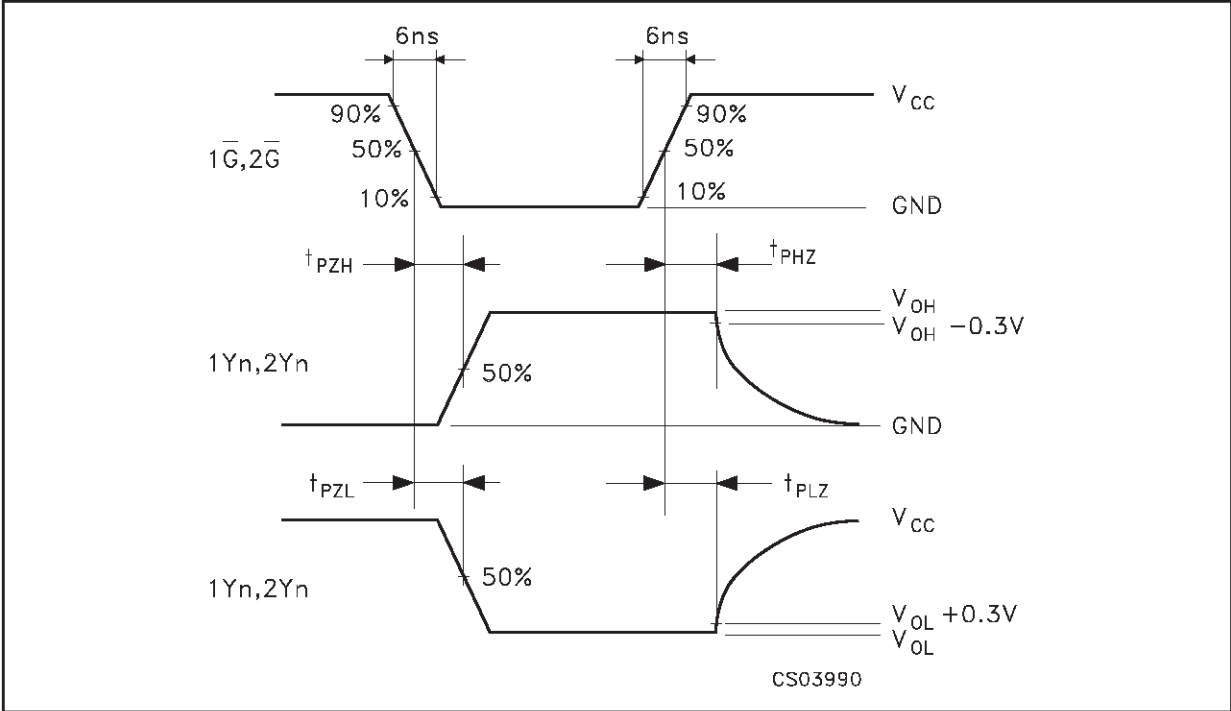 6ns 6ns
90% 90% V_CC
1G̅,2G̅ 50% 50%
10% 10%
GND
t_PZH t_PHZ
V_OH
V_OH −0.3V
1Yn,2Yn 50%
GND
t_PZL t_PLZ
V_CC
1Yn,2Yn 50%
V_OL +0.3V
V_OL
CS03990